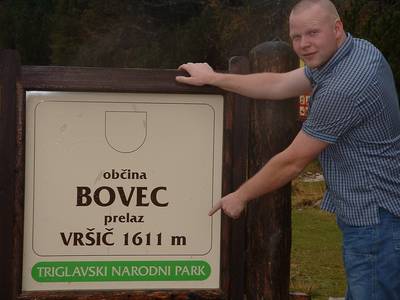 občina
BOVEC
prelaz
VRŠIČ 1611 m
TRIGLAVSKI NARODNI PARK